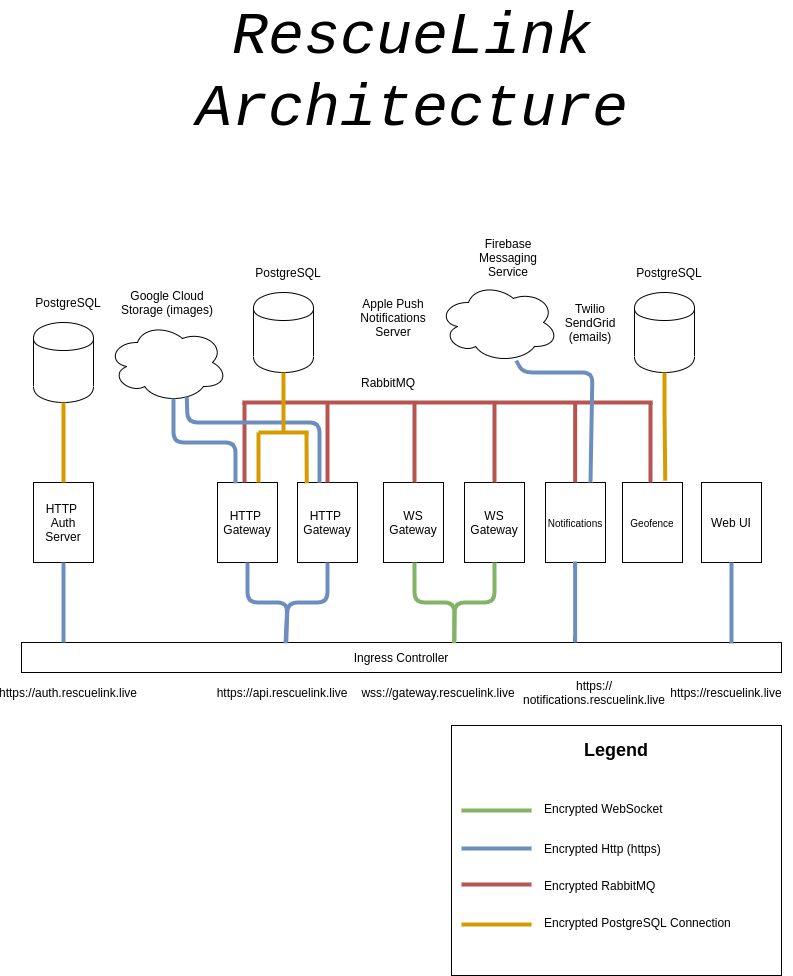 RescueLink
Architecture
Firebase
Messaging
Service
PostgreSQL
PostgreSQL
Google Cloud
Storage (images)
PostgreSQL
Apple Push
Notifications
Server
Twilio
SendGrid
(emails)
RabbitMQ
HTTP
Auth
Server
HTTP
Gateway
HTTP
Gateway
WS
Gateway
WS
Gateway
Notifications
Geofence
Web UI
Ingress Controller
https://auth.rescuelink.live
https://api.rescuelink.live
wss://gateway.rescuelink.live
https://
notifications.rescuelink.live
https://rescuelink.live
Legend
Encrypted WebSocket
Encrypted Http (https)
Encrypted RabbitMQ
Encrypted PostgreSQL Connection